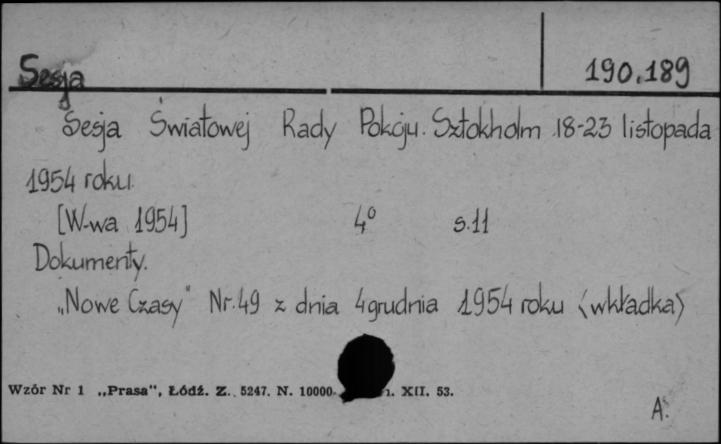 Sesja
190.189
Sesja Światowej Rady Pokoju. Sztokholm 18-23 listopada
1954 roku.
[W-wa 1954] 4° s.11
Dokumenty.
„Nowe Czasy" Nr.49 z dnia 4 grudnia 1954 roku (wkładka)
Wzór Nr 1 „Prasa", Łódź. Z. 5247. N. 10000 XII. 53.
A.